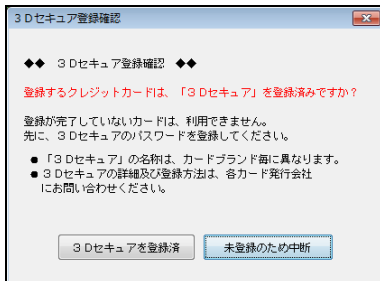 ３Ｄセキュア登録確認
◆◆　３Ｄセキュア登録確認　◆◆
登録するクレジットカードは、「３Ｄセキュア」を登録済みですか？
登録が完了していないカードは、利用できません。
先に、３Ｄセキュアのパスワードを登録してください。
●「３Ｄセキュア」の名称は、カードブランド毎に異なります。
●３Ｄセキュアの詳細及び登録方法は、各カード発行会社
にお問い合わせください。
３Ｄセキュアを登録済
未登録のため中断